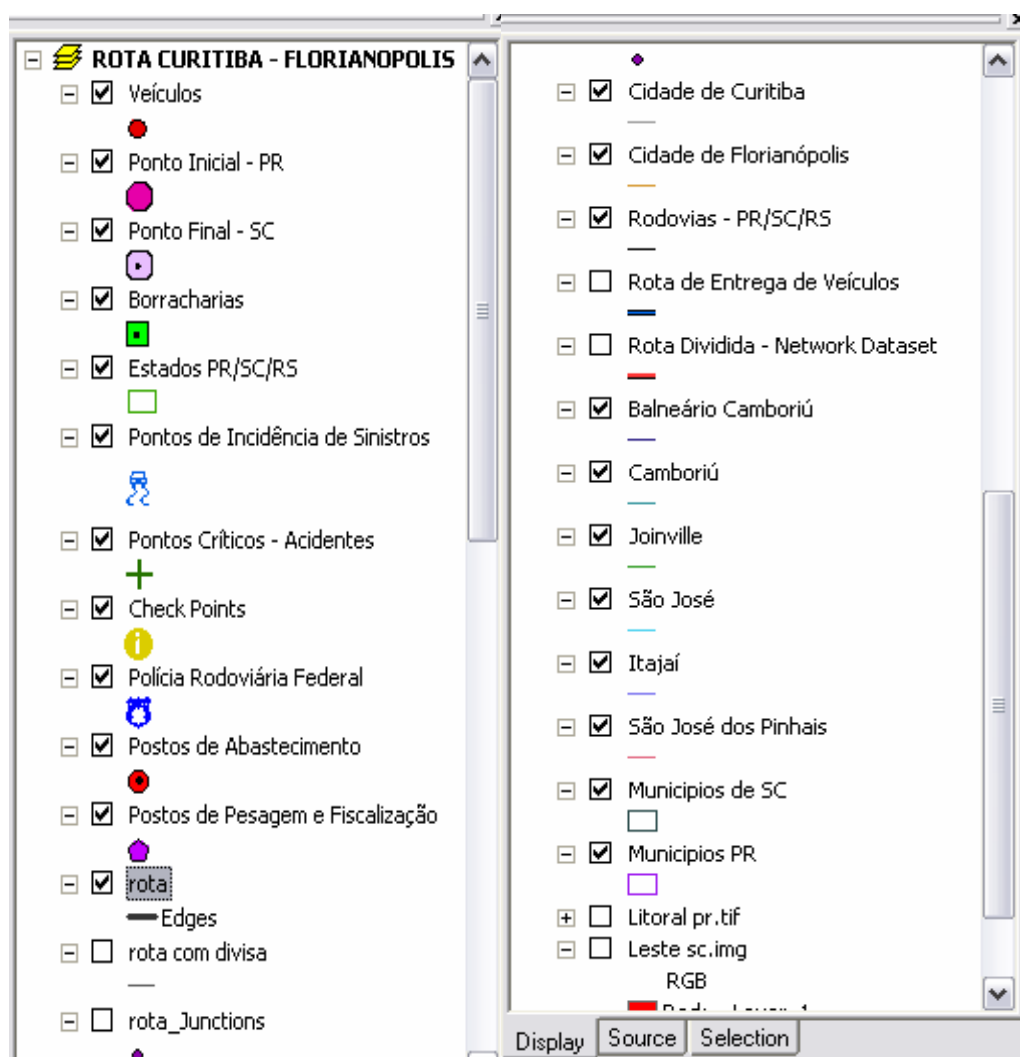 ROTA CURITIBA - FLORIANOPOLIS
Veículos
Ponto Inicial - PR
Ponto Final - SC
Borracharias
Estados PR/SC/RS
Pontos de Incidência de Sinistros
Pontos Críticos - Acidentes
Check Points
Polícia Rodoviária Federal
Postos de Abastecimento
Postos de Pesagem e Fiscalização
rota
Edges
rota com divisa
rota_Junctions
Cidade de Curitiba
Cidade de Florianópolis
Rodovias - PR/SC/RS
Rota de Entrega de Veículos
Rota Dividida - Network Dataset
Balneário Camboriú
Camboriú
Joinville
São José
Itajaí
São José dos Pinhais
Municipios de SC
Municipios PR
Litoral pr.tif
Leste sc.img
RGB
Display Source Selection